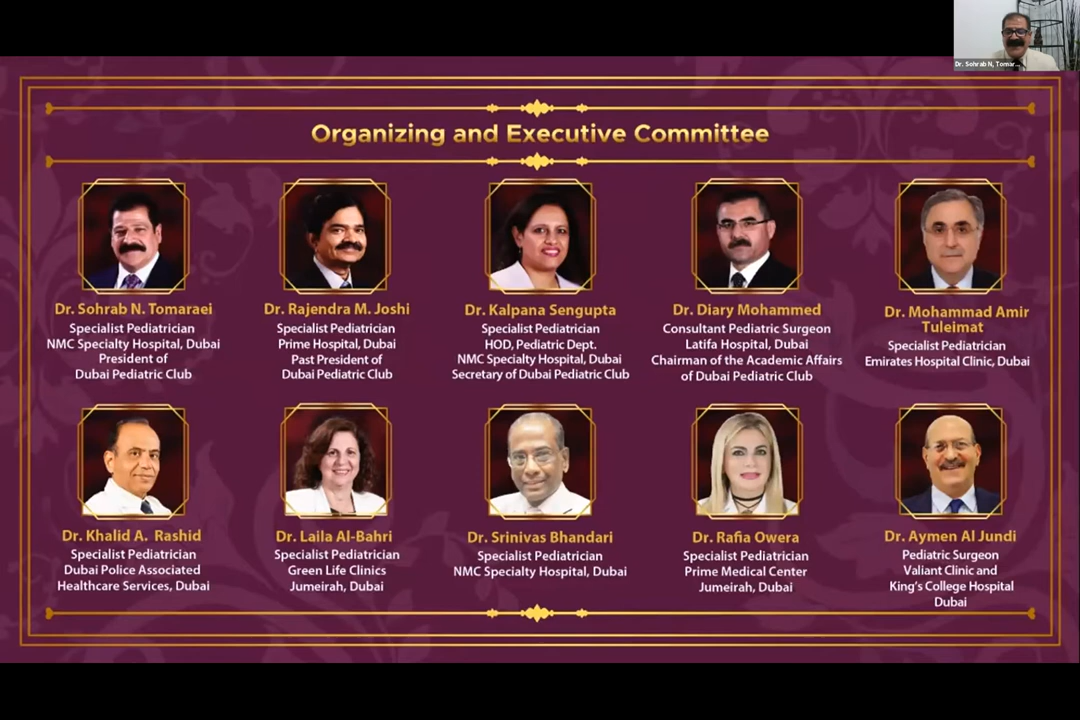 Dr. Sohrab N, Tomar...
Organizing and Executive Committee
Dr. Sohrab N. Tomaraei
Specialist Pediatrician
NMC Specialty Hospital, Dubai
President of
Dubai Pediatric Club
Dr. Rajendra M. Joshi
Specialist Pediatrician
Prime Hospital, Dubai
Past President of
Dubai Pediatric Club
Dr. Kalpana Sengupta
Specialist Pediatrician
HOD, Pediatric Dept.
NMC Specialty Hospital, Dubai
Secretary of Dubai Pediatric Club
Dr. Diary Mohammed
Consultant Pediatric Surgeon
Latifa Hospital, Dubai
Chairman of the Academic Affairs
of Dubai Pediatric Club
Dr. Mohammad Amir
Tuleimat
Specialist Pediatrician
Emirates Hospital Clinic, Dubai
Dr. Khalid A. Rashid
Specialist Pediatrician
Dubai Police Associated
Healthcare Services, Dubai
Dr. Laila Al-Bahri
Specialist Pediatrician
Green Life Clinics
Jumeirah, Dubai
Dr. Srinivas Bhandari
Specialist Pediatrician
NMC Specialty Hospital, Dubai
Dr. Rafia Owera
Specialist Pediatrician
Prime Medical Center
Jumeirah, Dubai
Dr. Aymen Al Jundi
Pediatric Surgeon
Valiant Clinic and
King's College Hospital
Dubai